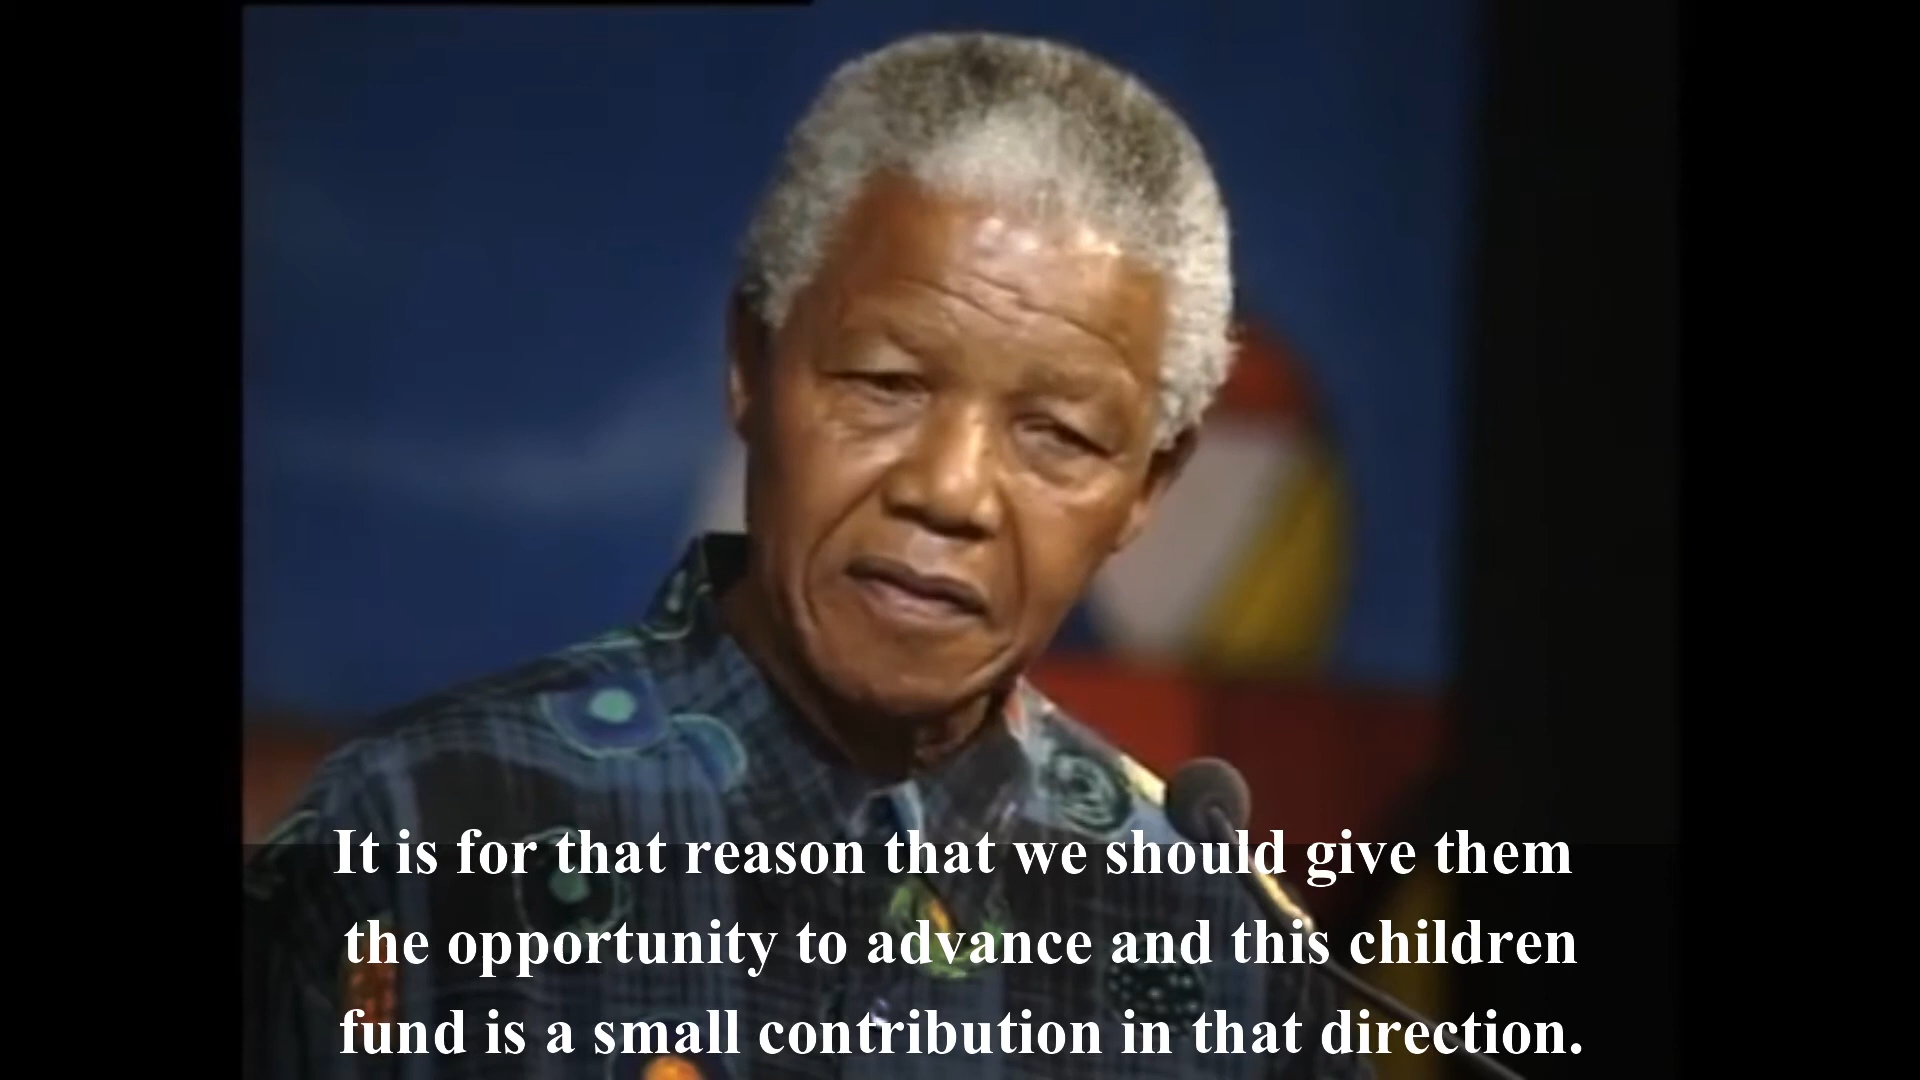 It is for that reason that we should give them
the opportunity to advance and this children
fund is a small contribution in that direction.